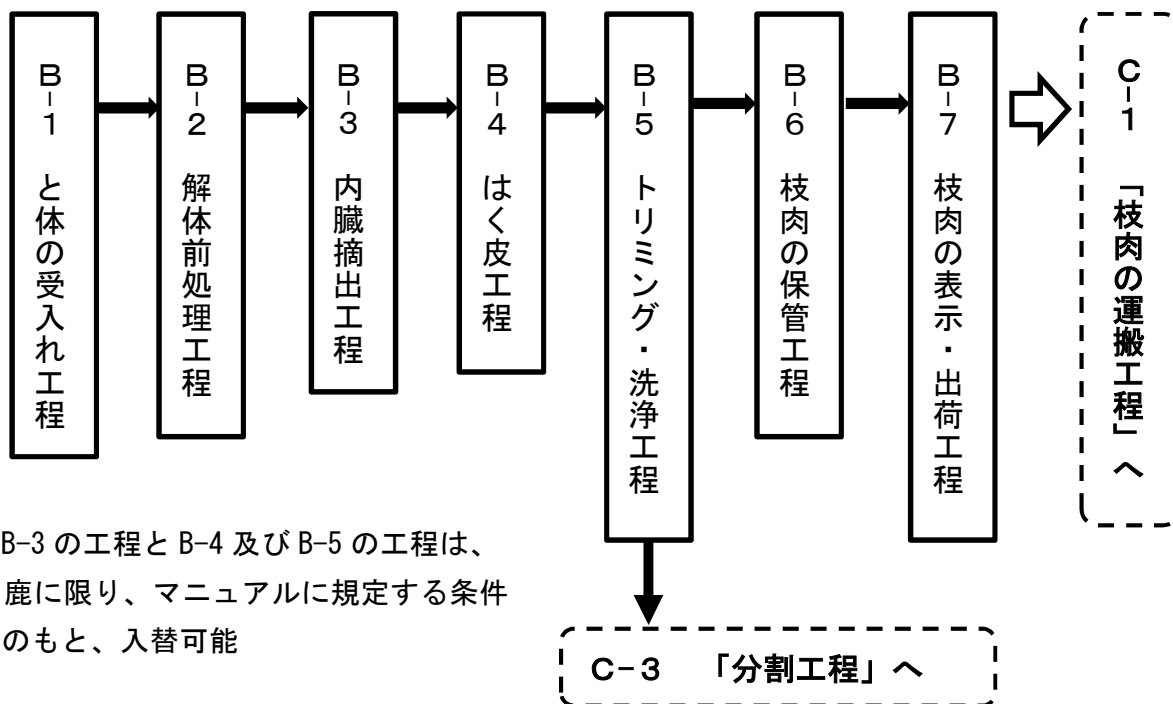 B-1 と体の受入れ工程
B-2 解体前処理工程
B-3 内臓摘出工程
B-4 はく皮工程
B-5 トリミング・洗浄工程
B-6 枝肉の保管工程
B-7 枝肉の表示・出荷工程
C-1 「枝肉の運搬工程」へ
B-3 の工程と B-4 及び B-5 の工程は、
鹿に限り、マニュアルに規定する条件
のもと、入替可能
C-3 「分割工程」へ